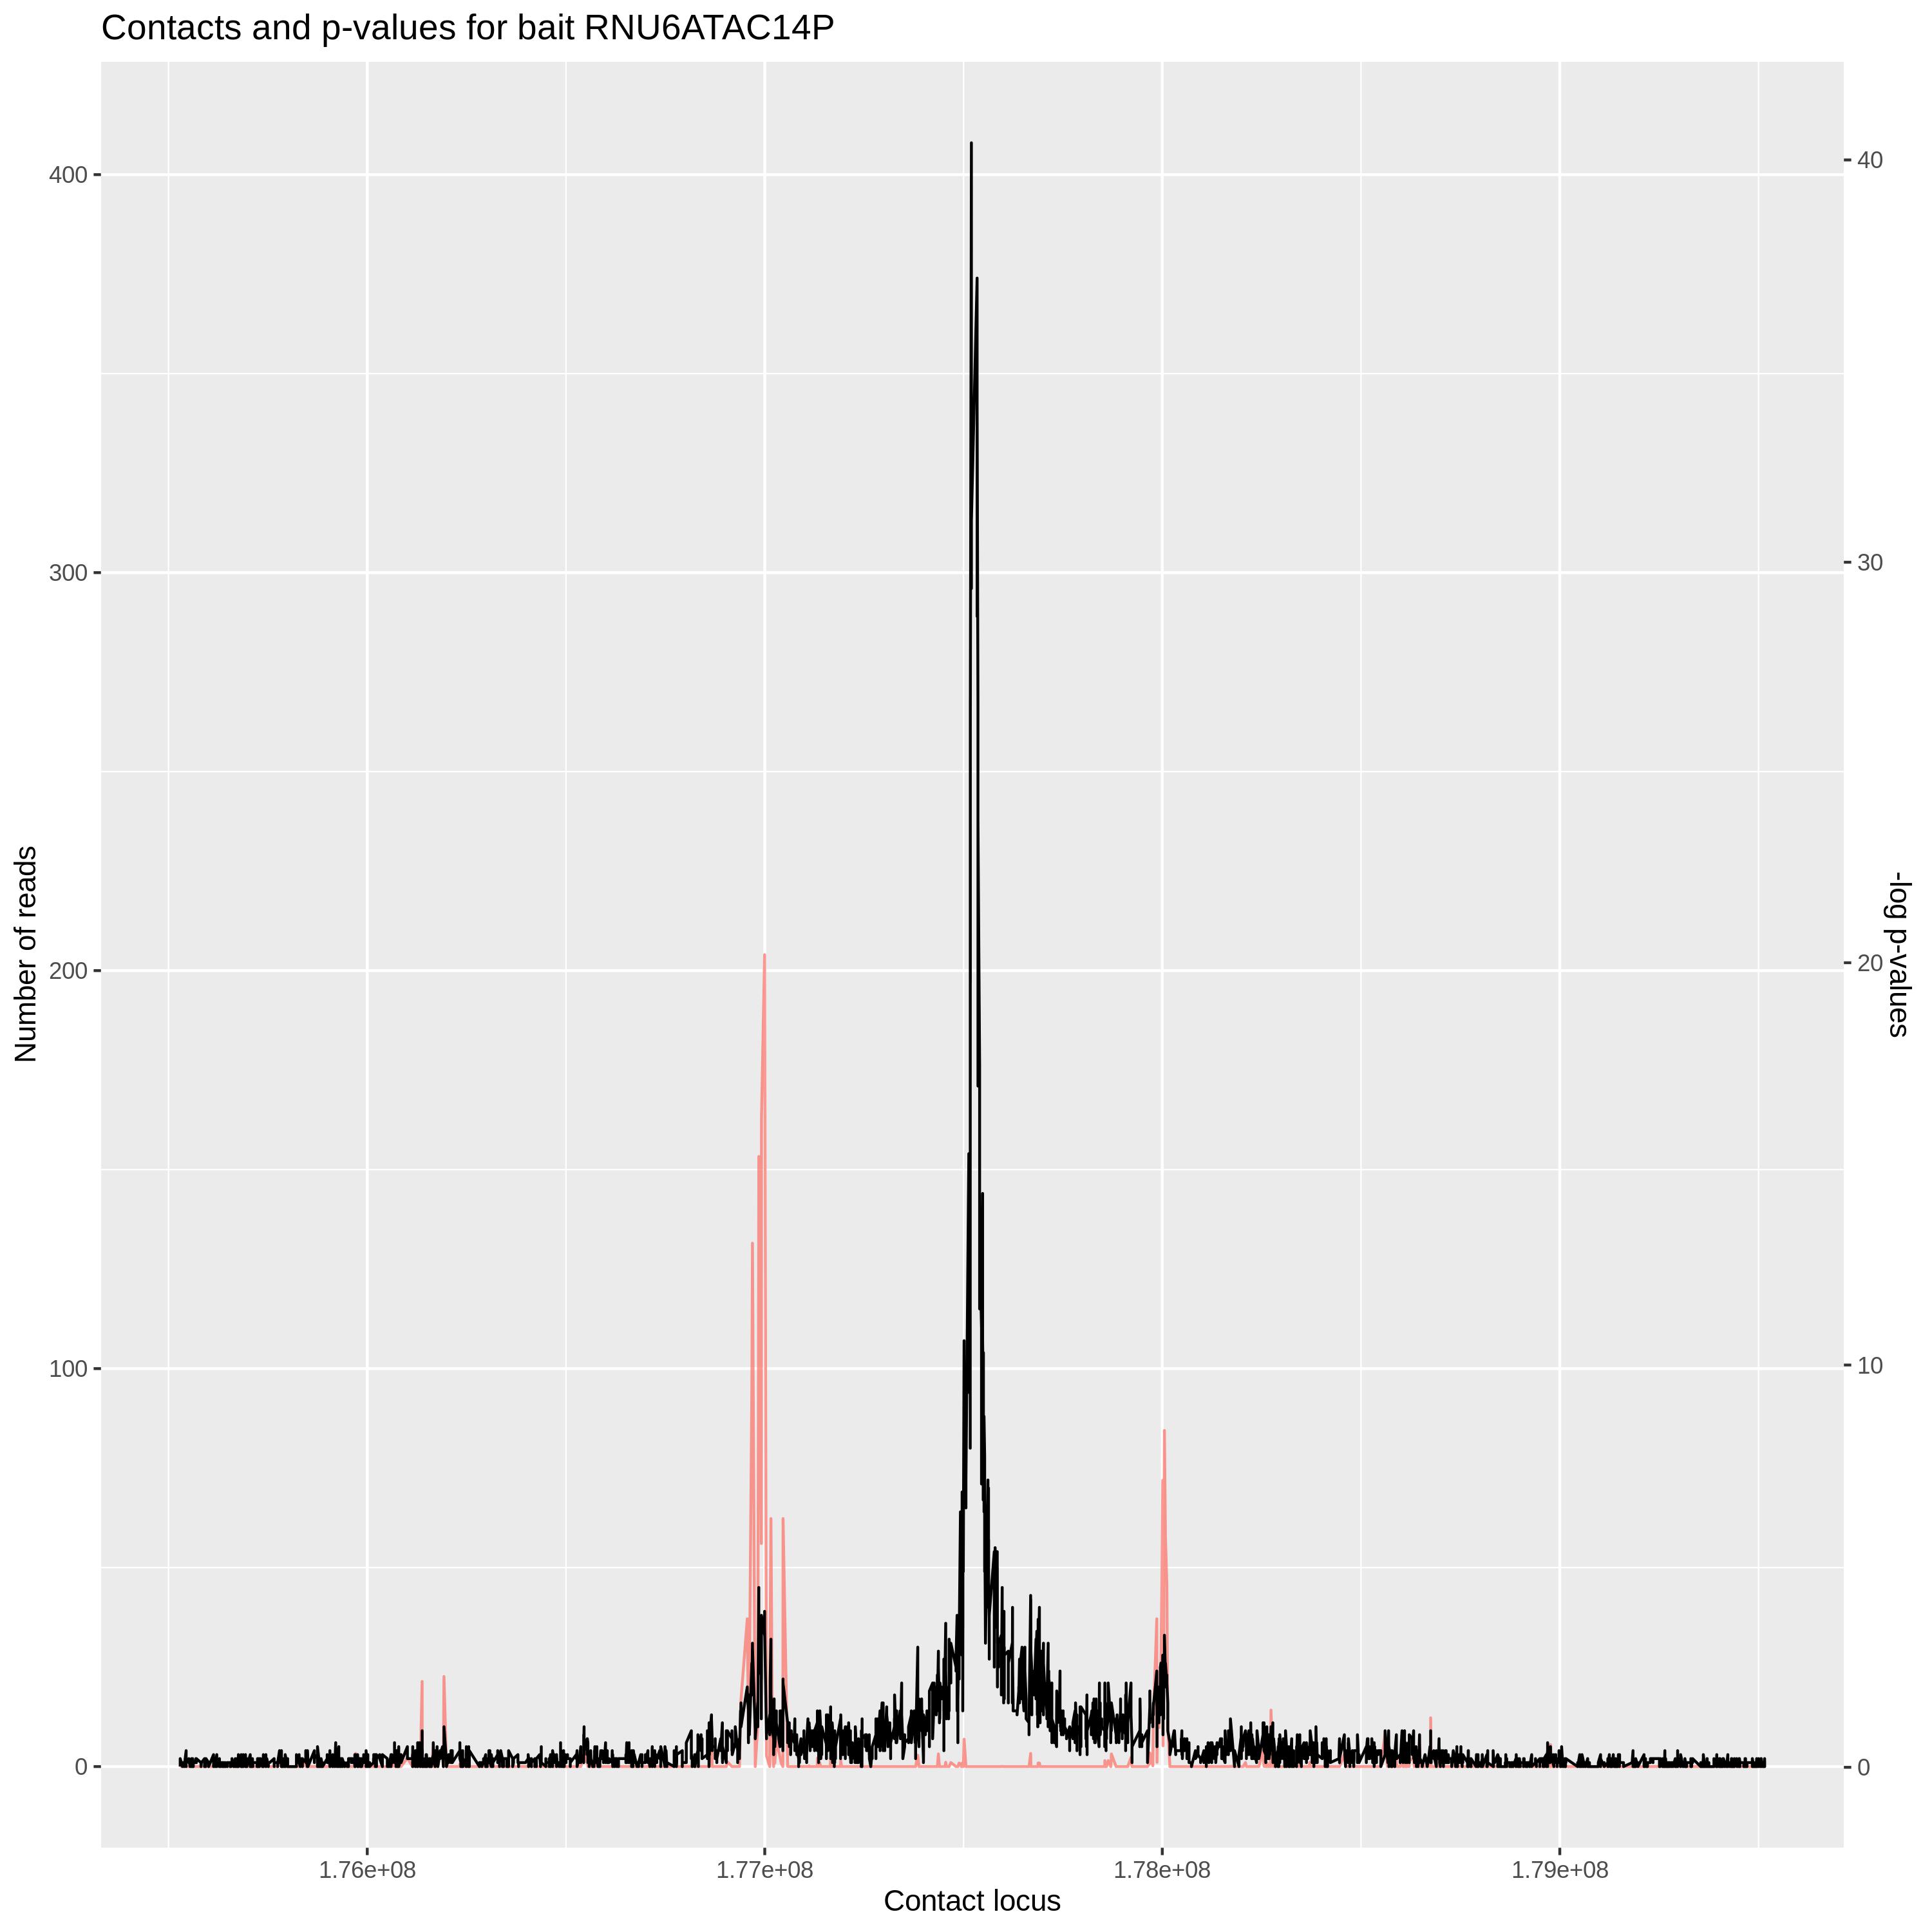 Contacts and p-values for bait RNU6ATAC14P
400
300
200
100
0
40
30
20
10
0
Number of reads
-log p-values
1.76e+08
1.77e+08
1.78e+08
1.79e+08
Contact locus